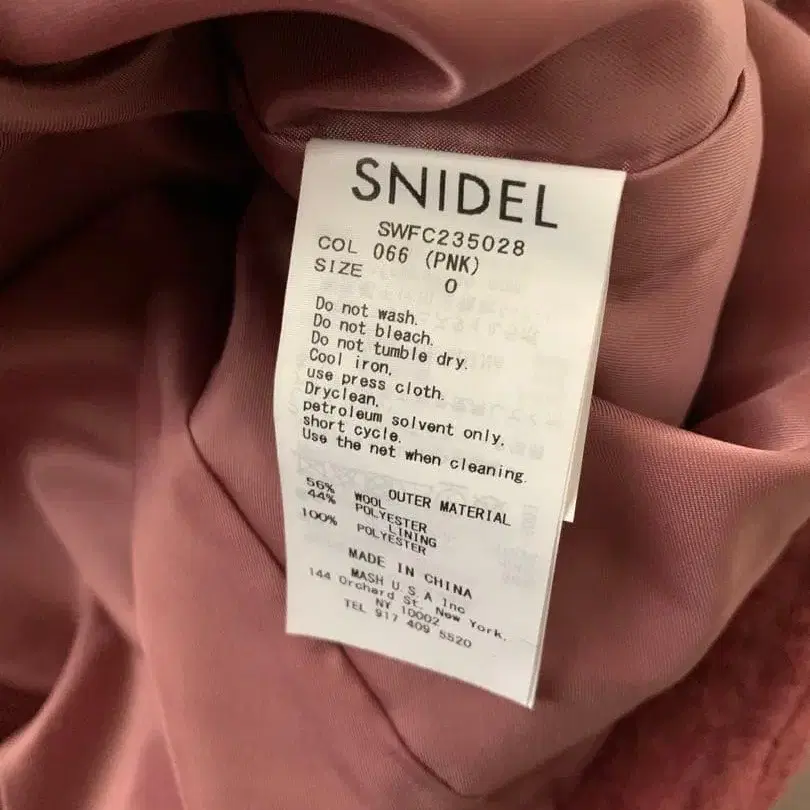 SNIDEL
SWFC235028
COL 066 (PNK)
SIZE 0
Do not wash.
Do not bleach.
Do not tumble dry.
Cool iron,
use press cloth.
Dryclean,
petroleum solvent only,
short cycle.
Use the net when cleaning.
OUTER MATERIAL
56% WOOL
44% POLYESTER
LINING
100% POLYESTER
MADE IN CHINA
MASH U.S.A Inc
144 Orchard St. New York.
NY 10002
TEL 917 409 5520